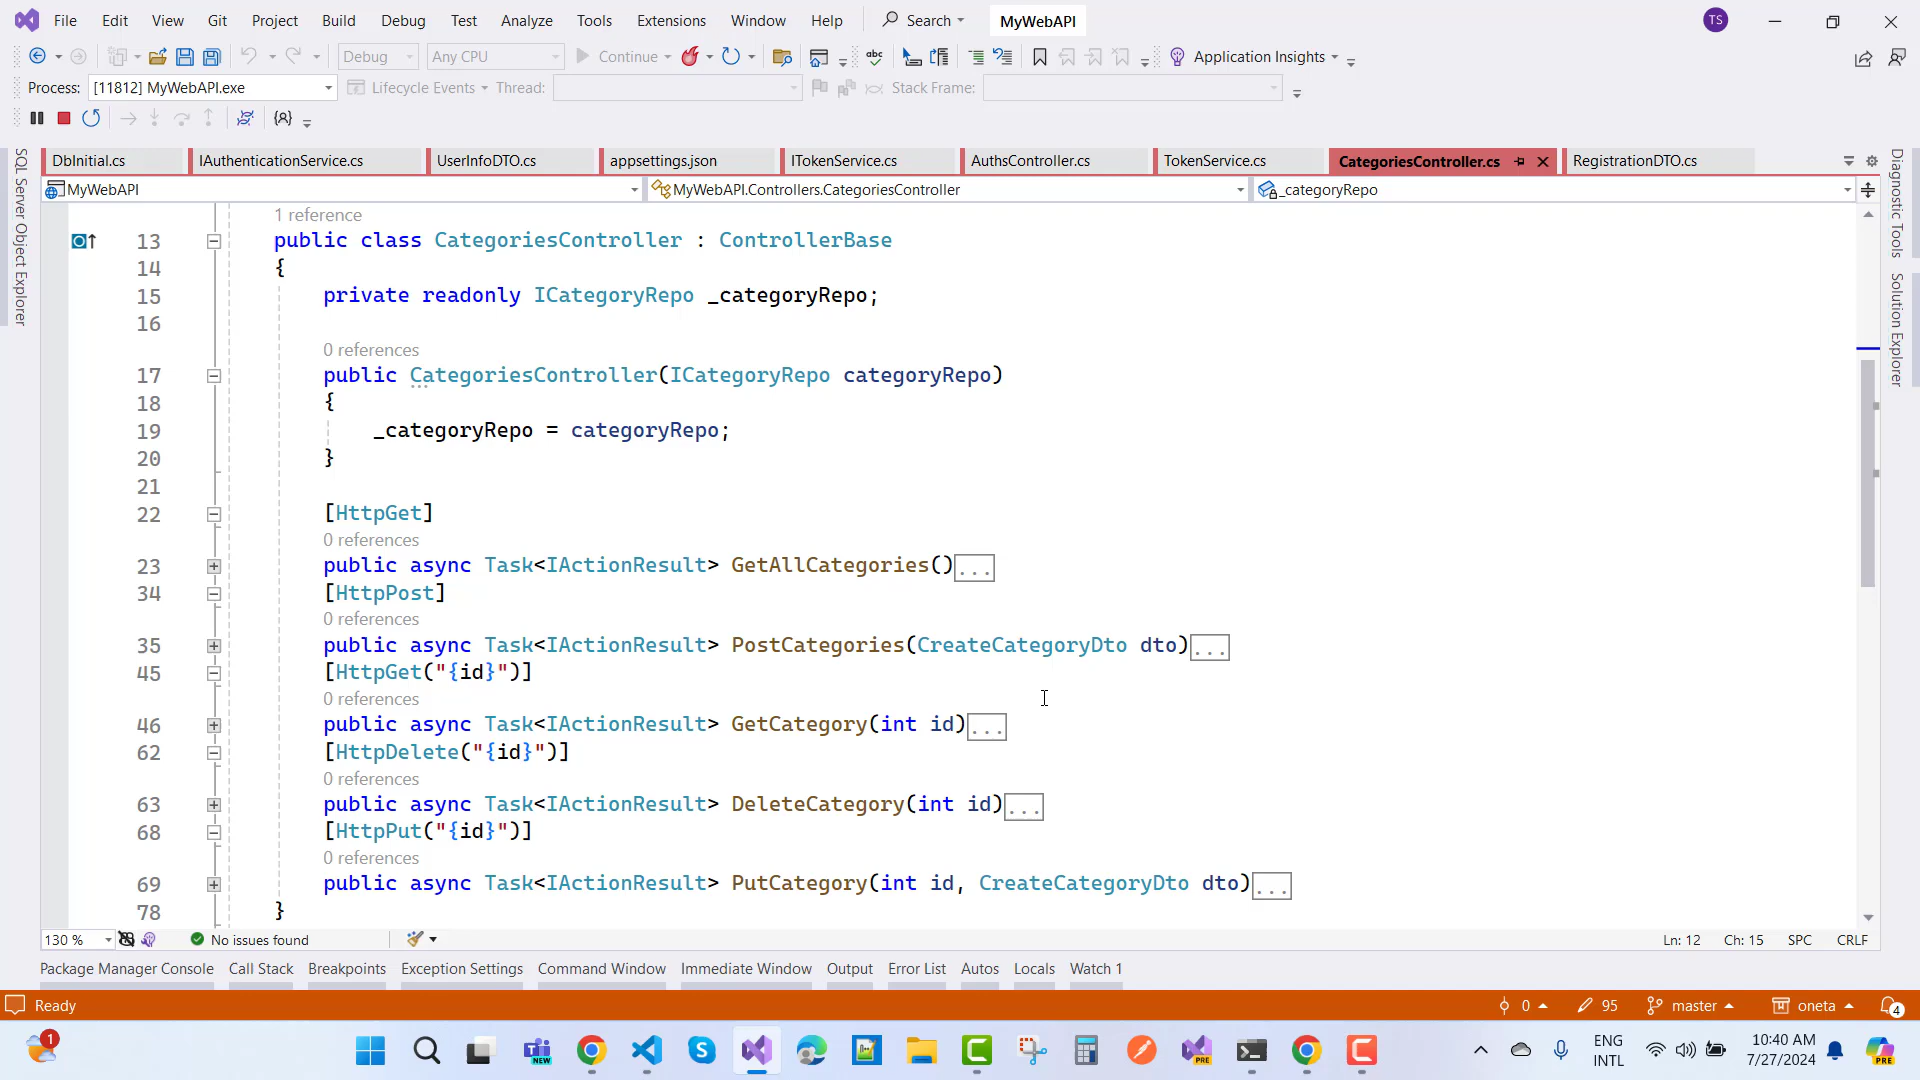 File Edit View Git Project Build Debug Test Analyze Tools Extensions Window Help Search MyWebAPI TS
Debug Any CPU Continue abc Application Insights
Process: [11812] MyWebAPI.exe Lifecycle Events Thread: Stack Frame:
SQL Server Object Explorer
DbInitial.cs IAuthenticationService.cs UserInfoDTO.cs appsettings.json ITokenService.cs AuthsController.cs TokenService.cs CategoriesController.cs RegistrationDTO.cs
Diagnostic Tools
Solution Explorer
MyWebAPI MyWebAPI.Controllers.CategoriesController _categoryRepo
1 reference
13 public class CategoriesController : ControllerBase
14 {
15 private readonly ICategoryRepo _categoryRepo;
16
0 references
17 public CategoriesController(ICategoryRepo categoryRepo)
18 {
19 _categoryRepo = categoryRepo;
20 }
21
22 [HttpGet]
0 references
23 public async Task<IActionResult> GetAllCategories()...
34 [HttpPost]
0 references
35 public async Task<IActionResult> PostCategories(CreateCategoryDto dto)...
45 [HttpGet("{id}")]
0 references
46 public async Task<IActionResult> GetCategory(int id)...
62 [HttpDelete("{id}")]
0 references
63 public async Task<IActionResult> DeleteCategory(int id)...
68 [HttpPut("{id}")]
0 references
69 public async Task<IActionResult> PutCategory(int id, CreateCategoryDto dto)...
78 }
130 % No issues found Ln: 12 Ch: 15 SPC CRLF
Package Manager Console Call Stack Breakpoints Exception Settings Command Window Immediate Window Output Error List Autos Locals Watch 1
Ready 0 95 master oneta 4
1 NEW PRE ENG 10:40 AM PRE
INTL 7/27/2024